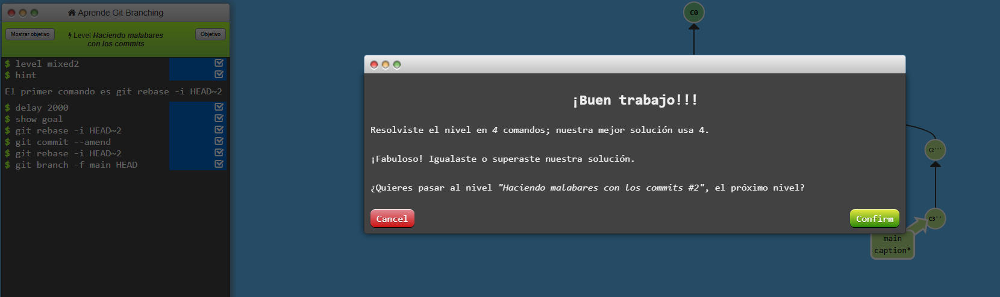 Aprende Git Branching
Mostrar objetivo
Level Haciendo malabares
con los commits
Objetivo
$ level mixed2
$ hint
El primer comando es git rebase -i HEAD~2
$ delay 2000
$ show goal
$ git rebase -i HEAD~2
$ git commit --amend
$ git rebase -i HEAD~2
$ git branch -f main HEAD
C0
¡Buen trabajo!!!
Resolviste el nivel en 4 comandos; nuestra mejor solución usa 4.
¡Fabuloso! Igualaste o superaste nuestra solución.
¿Quieres pasar al nivel "Haciendo malabares con los commits #2", el próximo nivel?
Cancel
Confirm
C2'''
C3''
main
caption*